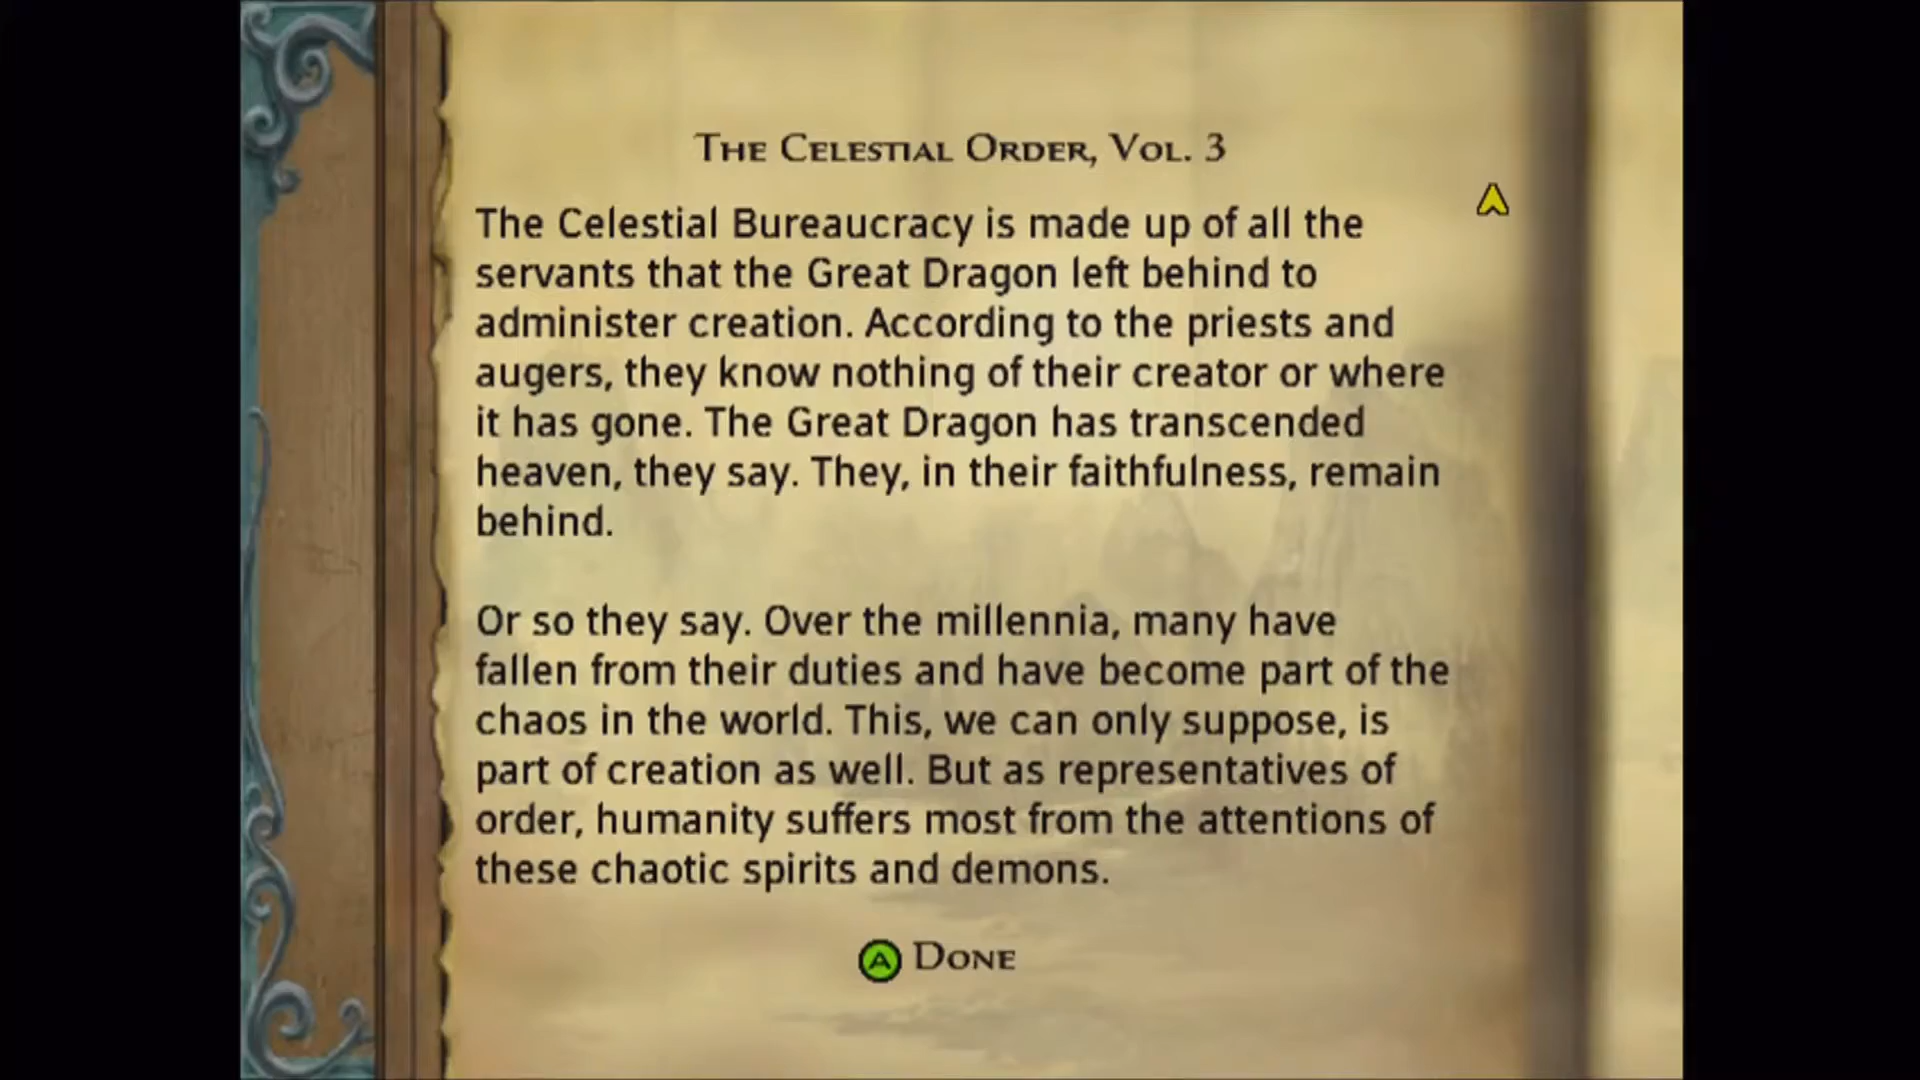 The Celestial Order, Vol. 3
The Celestial Bureaucracy is made up of all the
servants that the Great Dragon left behind to
administer creation. According to the priests and
augers, they know nothing of their creator or where
it has gone. The Great Dragon has transcended
heaven, they say. They, in their faithfulness, remain
behind.
Or so they say. Over the millennia, many have
fallen from their duties and have become part of the
chaos in the world. This, we can only suppose, is
part of creation as well. But as representatives of
order, humanity suffers most from the attentions of
these chaotic spirits and demons.
A Done